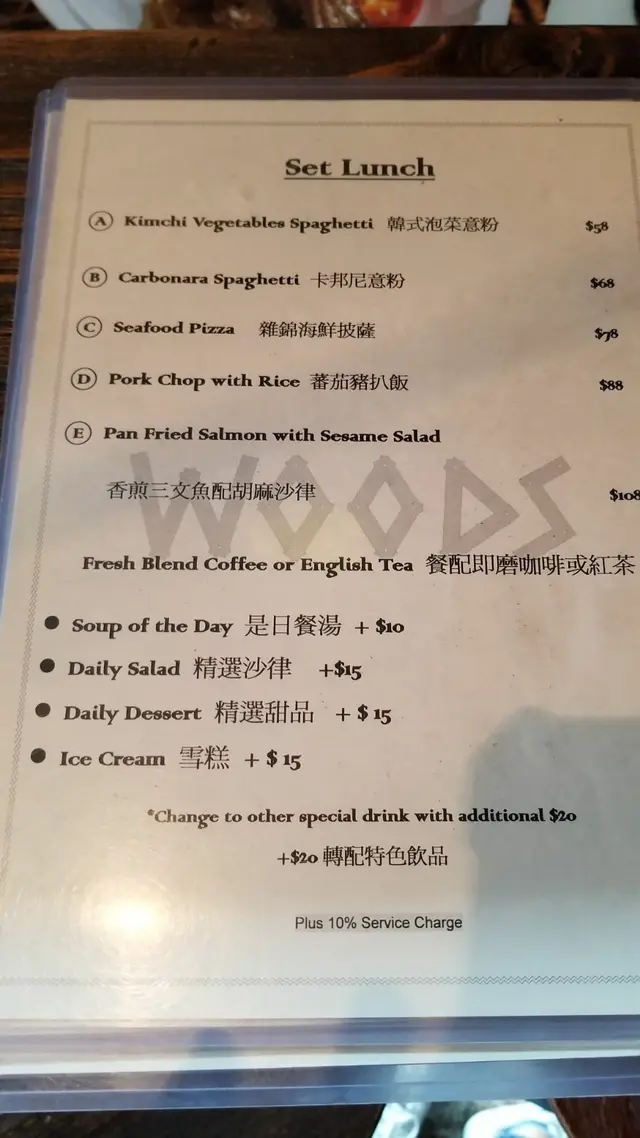 Set Lunch
A Kimchi Vegetables Spaghetti 韓式泡菜意粉 $58
B Carbonara Spaghetti 卡邦尼意粉 $68
C Seafood Pizza 雜錦海鮮披薩 $78
D Pork Chop with Rice 蕃茄豬扒飯 $88
E Pan Fried Salmon with Sesame Salad
WOODS
香煎三文魚配胡麻沙律 $108
Fresh Blend Coffee or English Tea 餐配即磨咖啡或紅茶
● Soup of the Day 是日餐湯 + $10
● Daily Salad 精選沙律 +$15
● Daily Dessert 精選甜品 + $ 15
● Ice Cream 雪糕 + $ 15
*Change to other special drink with additional $20
+$20 轉配特色飲品
Plus 10% Service Charge